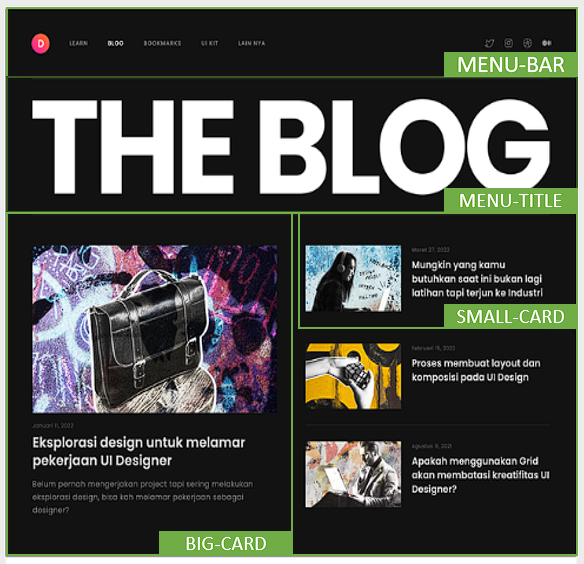 D LEARN BLOG BOOKMARKS UI KIT LAIN NYA
MENU-BAR
THE BLOG
MENU-TITLE
Maret 27, 2022
Mungkin yang kamu
butuhkan saat ini bukan lagi
latihan tapi terjun ke Industri
SMALL-CARD
Februari 15, 2022
Proses membuat layout dan
komposisi pada UI Design
Agustus 11, 2021
Apakah menggunakan Grid
akan membatasi kreatifitas UI
Designer?
Januari 11, 2022
Eksplorasi design untuk melamar
pekerjaan UI Designer
Belum pernah mengerjakan project tapi sering melakukan
eksplorasi design, bisa kah melamar pekerjaan sebagai
designer?
BIG-CARD